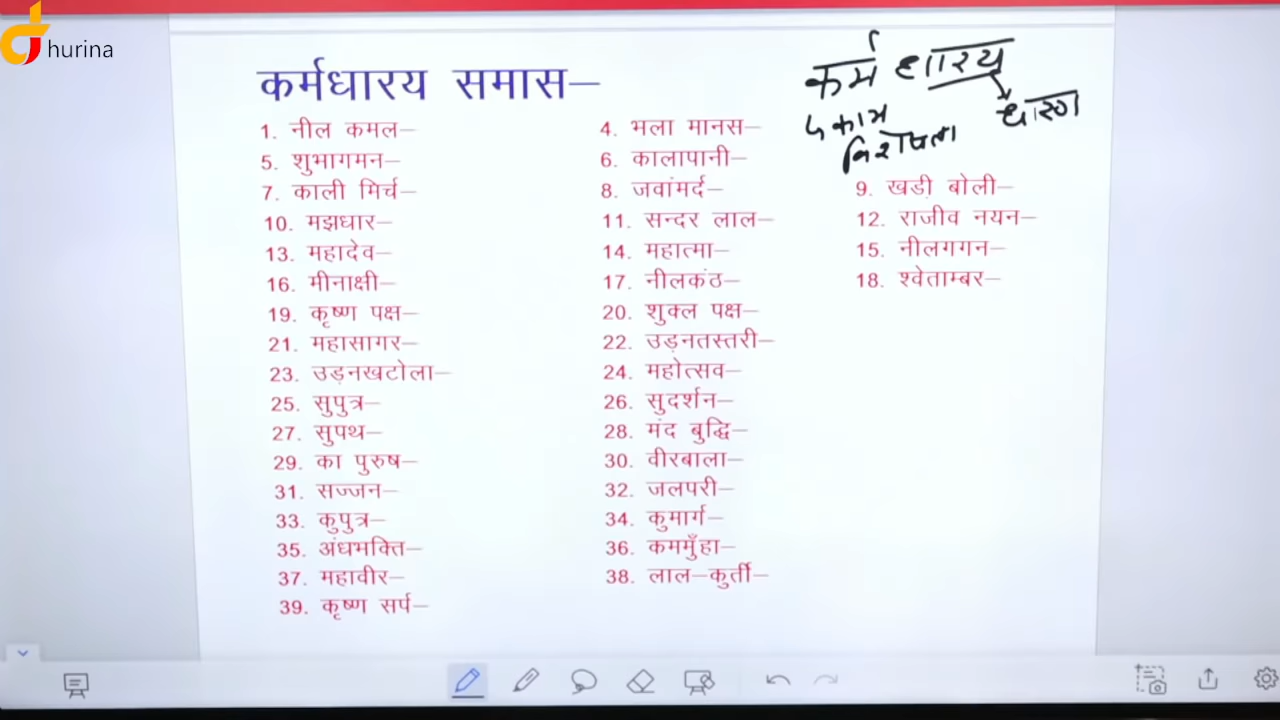 hurina
कर्मधारय समास–
कर्म धारय
काम
विशेषता
धारण
1. नील कमल–
4. भला मानस–
5. शुभागमन–
6. कालापानी–
7. काली मिर्च–
8. जवांमर्द–
9. खडी़ बोली–
10. मझधार–
11. सन्दर लाल–
12. राजीव नयन–
13. महादेव–
14. महात्मा–
15. नीलगगन–
16. मीनाक्षी–
17. नीलकंठ–
18. श्वेताम्बर–
19. कृष्ण पक्ष–
20. शुक्ल पक्ष–
21. महासागर–
22. उड़नतस्तरी–
23. उड़नखटोला–
24. महोत्सव–
25. सुपुत्र–
26. सुदर्शन–
27. सुपथ–
28. मंद बुद्धि–
29. का पुरुष–
30. वीरबाला–
31. सज्जन–
32. जलपरी–
33. कुपुत्र–
34. कुमार्ग–
35. अंधभक्ति–
36. कममुँहा–
37. महावीर–
38. लाल–कुर्ती–
39. कृष्ण सर्प–